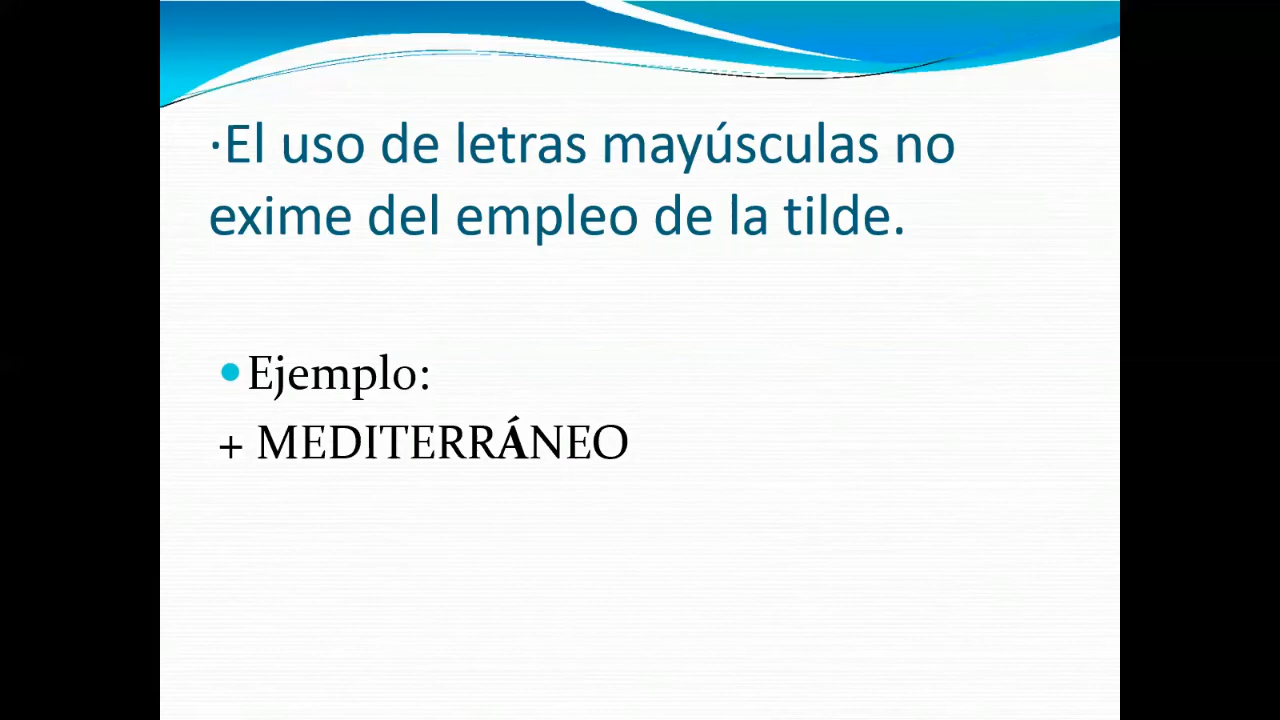 ·El uso de letras mayúsculas no
exime del empleo de la tilde.
•Ejemplo:
+ MEDITERRÁNEO